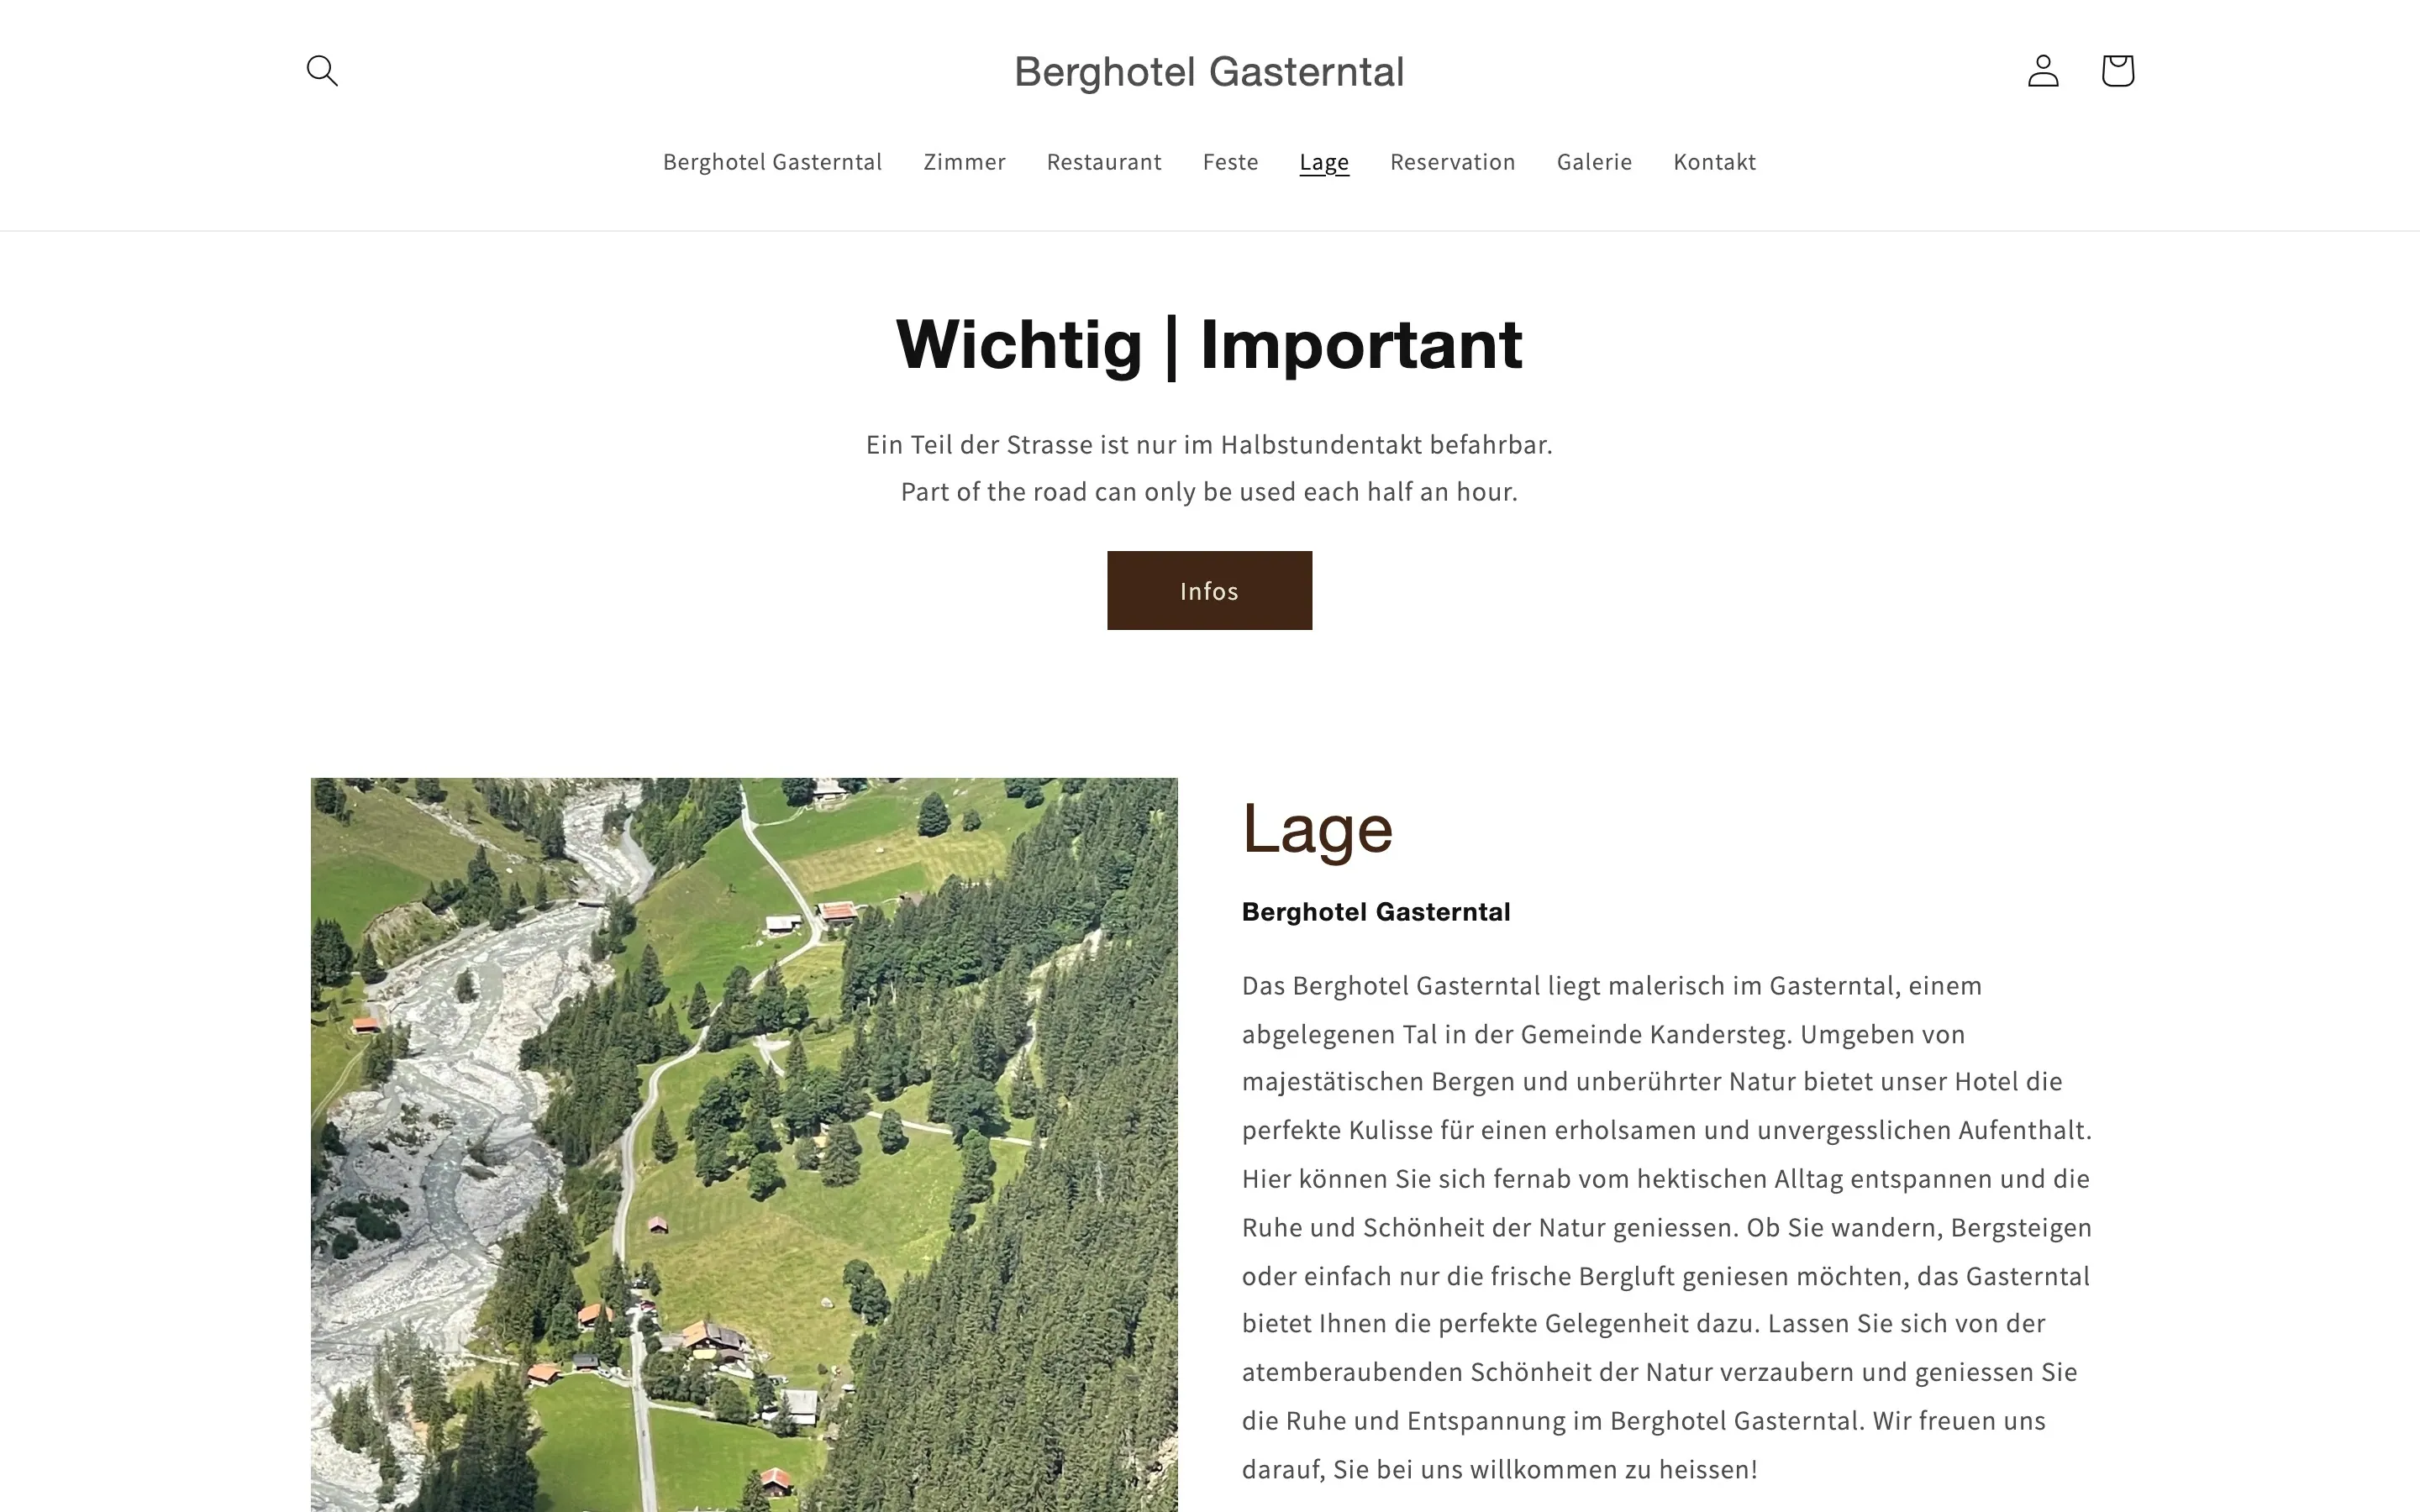 Berghotel Gasterntal
Berghotel Gasterntal Zimmer Restaurant Feste Lage Reservation Galerie Kontakt
Wichtig | Important
Ein Teil der Strasse ist nur im Halbstundentakt befahrbar.
Part of the road can only be used each half an hour.
Infos
Lage
Berghotel Gasterntal
Das Berghotel Gasterntal liegt malerisch im Gasterntal, einem
abgelegenen Tal in der Gemeinde Kandersteg. Umgeben von
majestätischen Bergen und unberührter Natur bietet unser Hotel die
perfekte Kulisse für einen erholsamen und unvergesslichen Aufenthalt.
Hier können Sie sich fernab vom hektischen Alltag entspannen und die
Ruhe und Schönheit der Natur geniessen. Ob Sie wandern, Bergsteigen
oder einfach nur die frische Bergluft geniesen möchten, das Gasterntal
bietet Ihnen die perfekte Gelegenheit dazu. Lassen Sie sich von der
atemberaubenden Schönheit der Natur verzaubern und geniessen Sie
die Ruhe und Entspannung im Berghotel Gasterntal. Wir freuen uns
darauf, Sie bei uns willkommen zu heissen!